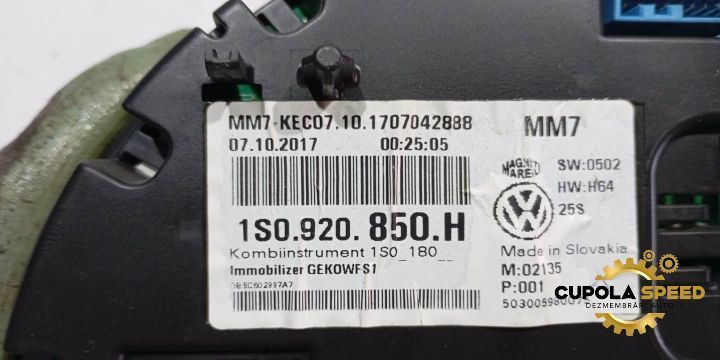 MM7-KEC07.10.1707042888 MM7
07.10.2017 00:25:05
MAGNETI MARELLI
SW:0502
HW:H64
25S
1S0.920.850.H
Kombiinstrument 1S0_180__
Immobilizer GEKOWFS1
Made in Slovakia
M:02135
P:001
CUPOLA SPEED
DEZMEMBRĂRI AUTO